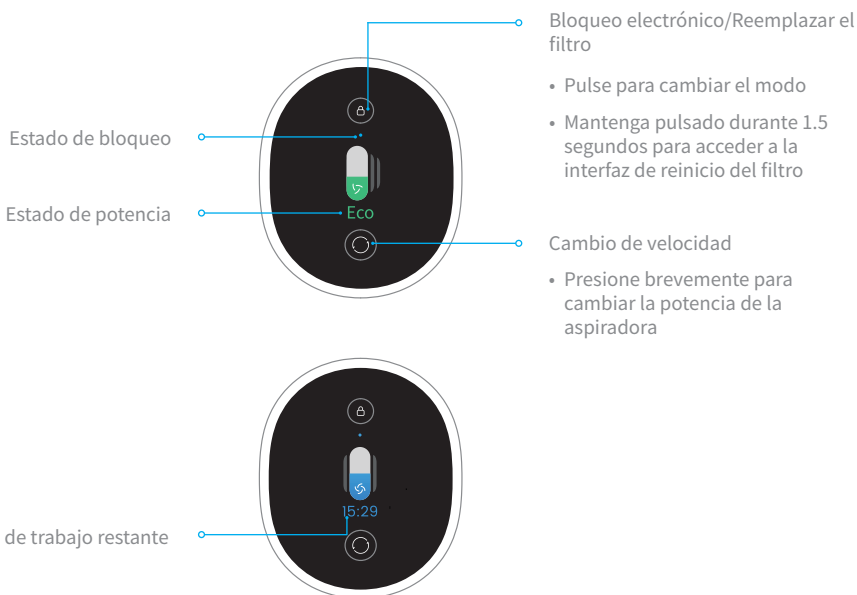 Bloqueo electrónico/Reemplazar el
filtro
• Pulse para cambiar el modo
• Mantenga pulsado durante 1.5
segundos para acceder a la
interfaz de reinicio del filtro
Estado de bloqueo
Estado de potencia
Eco
Cambio de velocidad
• Presione brevemente para
cambiar la potencia de la
aspiradora
15:29
de trabajo restante